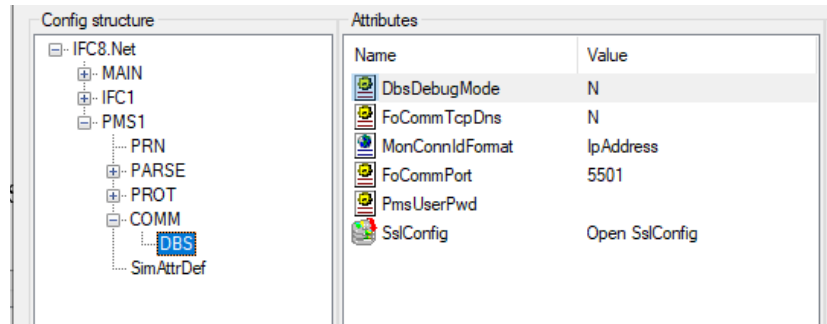 Config structure
IFC8.Net
MAIN
IFC1
PMS1
PRN
PARSE
PROT
COMM
DBS
SimAttrDef
Attributes
Name Value
DbsDebugMode N
FoCommTcpDns N
MonConnIdFormat IpAddress
FoCommPort 5501
PmsUserPwd
SslConfig Open SslConfig